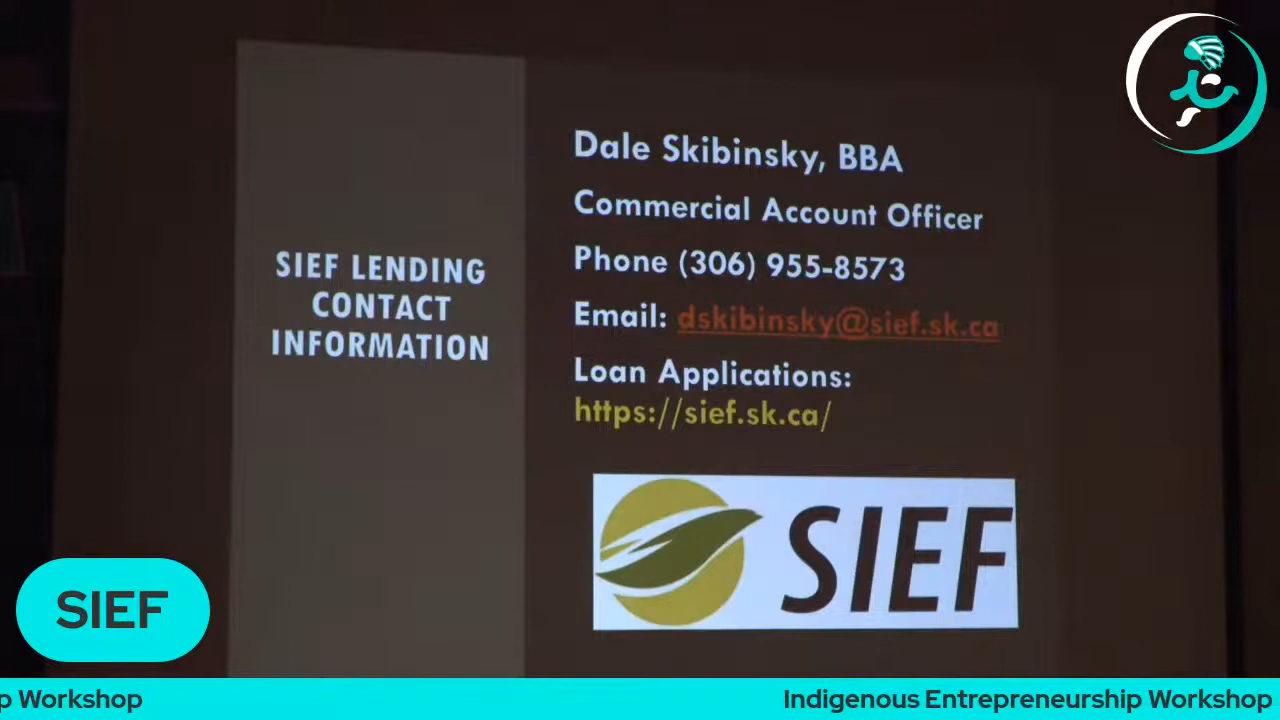 SIEF LENDING
CONTACT
INFORMATION
Dale Skibinsky, BBA
Commercial Account Officer
Phone (306) 955-8573
Email: dskibinsky@sief.sk.ca
Loan Applications:
https://sief.sk.ca/
SIEF
SIEF
p Workshop
Indigenous Entrepreneurship Workshop